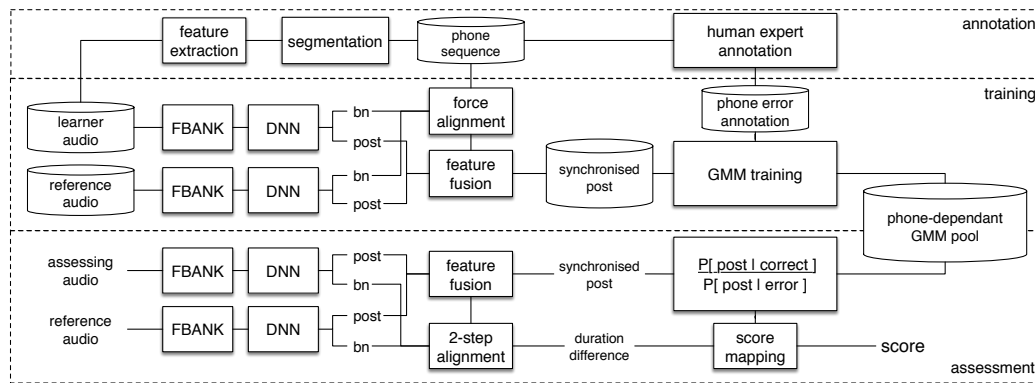 annotation
feature
extraction
segmentation
phone
sequence
human expert
annotation
training
learner
audio
FBANK
DNN
bn
post
force
alignment
phone error
annotation
reference
audio
FBANK
DNN
bn
post
feature
fusion
synchronised
post
GMM training
phone-dependant
GMM pool
assessing
audio
FBANK
DNN
post
bn
feature
fusion
synchronised
post
P[ post | correct ]
P[ post | error ]
reference
audio
FBANK
DNN
post
bn
2-step
alignment
duration
difference
score
mapping
score
assessment